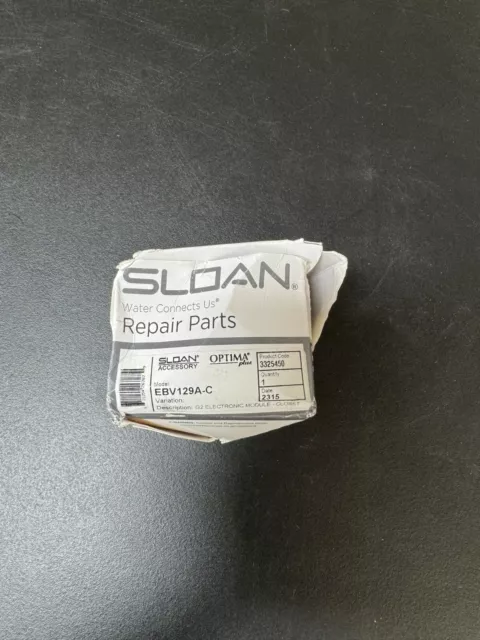 SLOAN®
Water Connects Us®
Repair Parts
SLOAN®
ACCESSORY
OPTIMA®
plus
Product Code
3325450
Quantity
1
Date
2315
Model
EBV129A-C
Variation:
Description: G2 ELECTRONIC MODULE - CLOSET